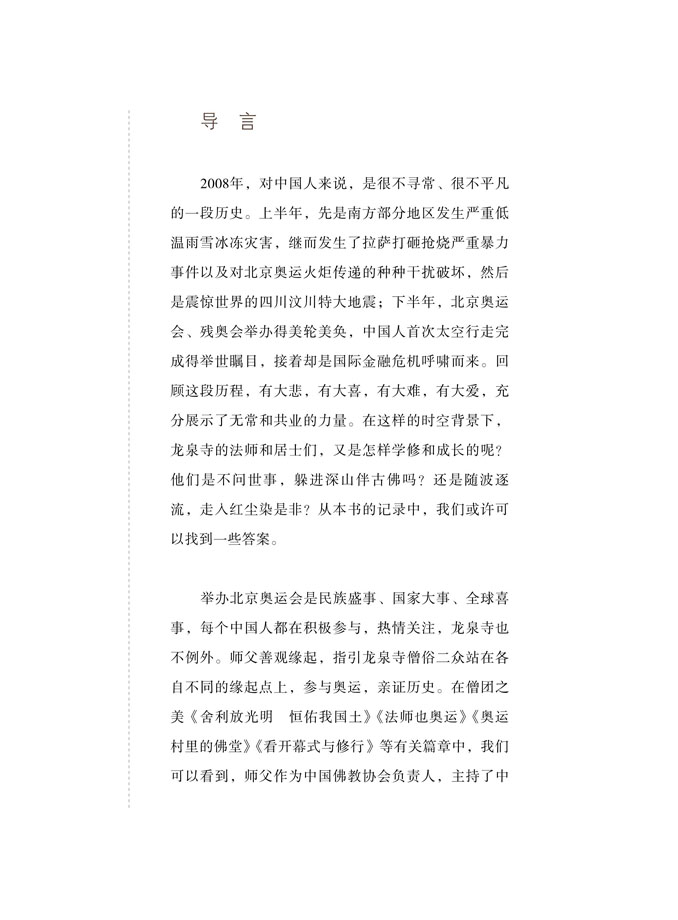 导 言
2008年，对中国人来说，是很不寻常、很不平凡
的一段历史。上半年，先是南方部分地区发生严重低
温雨雪冰冻灾害，继而发生了拉萨打砸抢烧严重暴力
事件以及对北京奥运火炬传递的种种干扰破坏，然后
是震惊世界的四川汶川特大地震；下半年，北京奥运
会、残奥会举办得美轮美奂，中国人首次太空行走完
成得举世瞩目，接着却是国际金融危机呼啸而来。回
顾这段历程，有大悲，有大喜，有大难，有大爱，充
分展示了无常和共业的力量。在这样的时空背景下，
龙泉寺的法师和居士们，又是怎样学修和成长的呢？
他们是不问世事，躲进深山伴古佛吗？还是随波逐
流，走入红尘染是非？从本书的记录中，我们或许可
以找到一些答案。
举办北京奥运会是民族盛事、国家大事、全球喜
事，每个中国人都在积极参与，热情关注，龙泉寺也
不例外。师父善观缘起，指引龙泉寺僧俗二众站在各
自不同的缘起点上，参与奥运，亲证历史。在僧团之
美《舍利放光明　恒佑我国土》《法师也奥运》《奥运
村里的佛堂》《看开幕式与修行》等有关篇章中，我们
可以看到，师父作为中国佛教协会负责人，主持了中